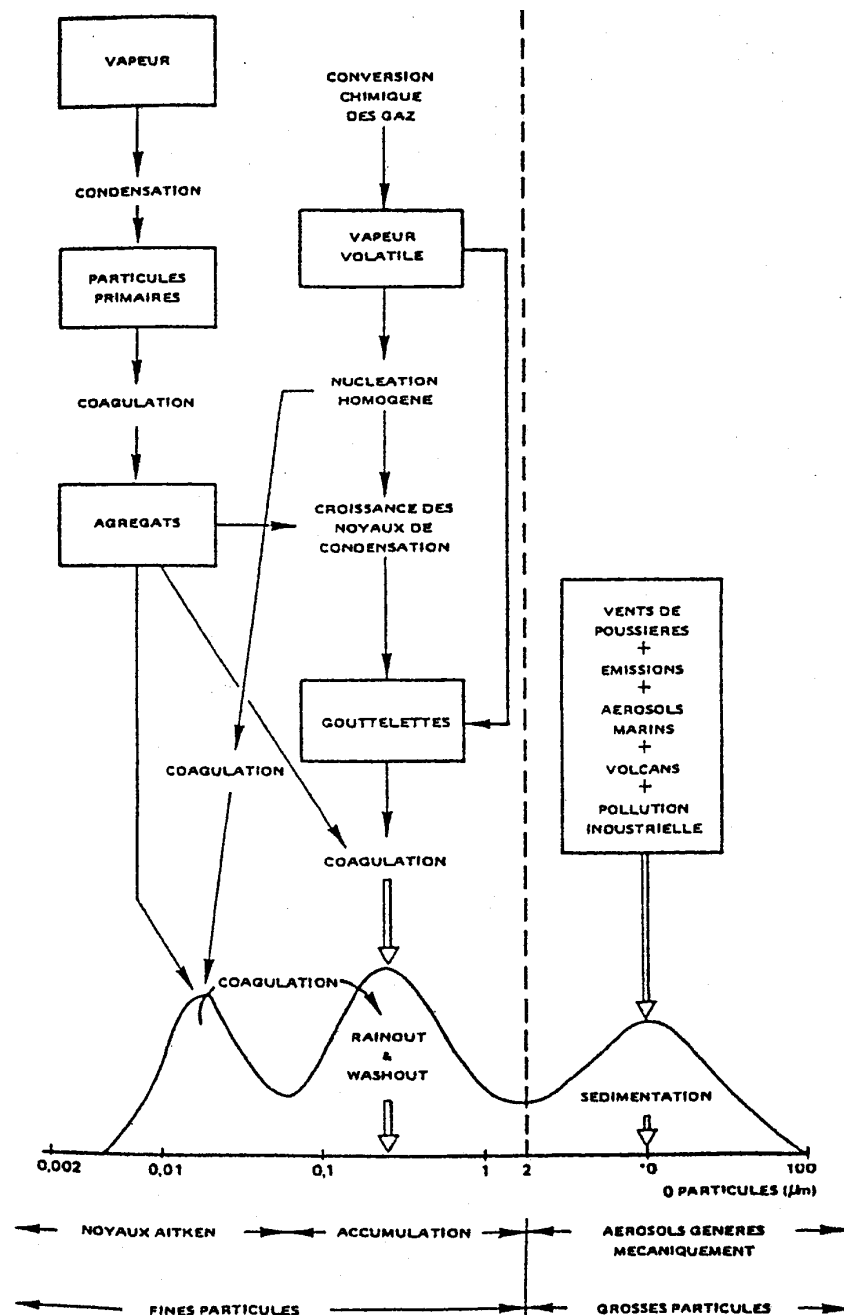 VAPEUR
CONDENSATION
PARTICULES
PRIMAIRES
COAGULATION
AGREGATS
CONVERSION
CHIMIQUE
DES GAZ
VAPEUR
VOLATILE
NUCLEATION
HOMOGENE
CROISSANCE DES
NOYAUX DE
CONDENSATION
GOUTTELETTES
COAGULATION
COAGULATION
VENTS DE
POUSSIERES
+
EMISSIONS
+
AEROSOLS
MARINS
+
VOLCANS
+
POLLUTION
INDUSTRIELLE
COAGULATION
RAINOUT
&
WASHOUT
SEDIMENTATION
0,002 0,01 0,1 1 2 10 100
0 PARTICULES (µm)
NOYAUX AITKEN ACCUMULATION AEROSOLS GENERES
MECANIQUEMENT
FINES PARTICULES GROSSES PARTICULES